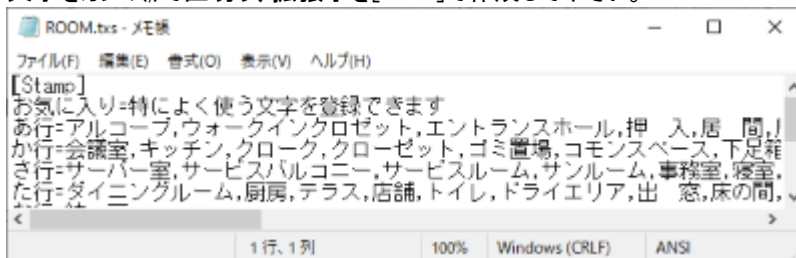 ROOM.txs - メモ帳
ファイル(F) 編集(E) 書式(O) 表示(V) ヘルプ(H)
[Stamp]
お気に入り=特によく使う文字を登録できます
あ行=アルコーブ,ウォークインクロゼット,エントランスホール,押　入,居　間,
か行=会議室,キッチン,クローク,クローゼット,ゴミ置場,コモンスペース,下足箱
さ行=サーバー室,サービスバルコニー,サービスルーム,サンルーム,事務室,寝室,
た行=ダイニングルーム,厨房,テラス,店舗,トイレ,ドライエリア,出　窓,床の間,
1行、1列 100% Windows (CRLF) ANSI